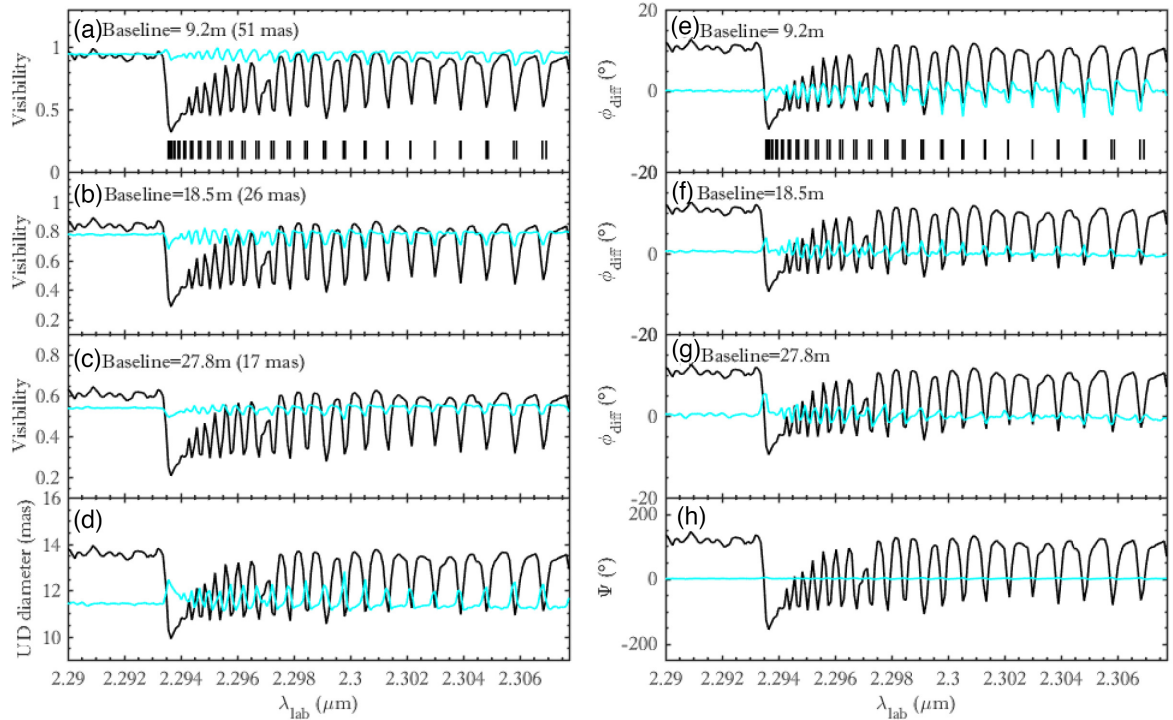 (a) Baseline= 9.2m (51 mas)
1
0.5
0
Visibility
(b) Baseline=18.5m (26 mas)
1
0.8
0.6
0.4
0.2
Visibility
(c) Baseline=27.8m (17 mas)
0.8
0.6
0.4
0.2
Visibility
(d)
16
14
12
10
UD diameter (mas)
2.29 2.292 2.294 2.296 2.298 2.3 2.302 2.304 2.306
λlab (μm)
(e) Baseline= 9.2m
20
0
-20
ϕdiff (°)
(f) Baseline=18.5m
0
-20
ϕdiff (°)
(g) Baseline=27.8m
0
-20
ϕdiff (°)
(h)
200
0
-200
Ψ (°)
2.29 2.292 2.294 2.296 2.298 2.3 2.302 2.304 2.306
λlab (μm)